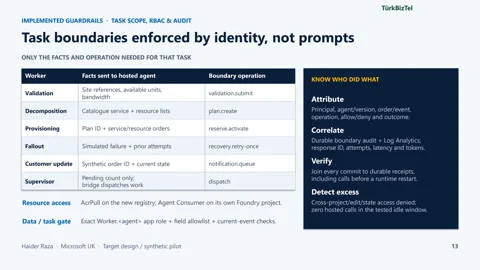 TürkBizTel
IMPLEMENTED GUARDRAILS · TASK SCOPE, RBAC & AUDIT
Task boundaries enforced by identity, not prompts
ONLY THE FACTS AND OPERATION NEEDED FOR THAT TASK
Worker Facts sent to hosted agent Boundary operation
Validation Site references, available units, bandwidth validation.submit
Decomposition Catalogue service + resource lists plan.create
Provisioning Plan ID + service/resource orders reserve.activate
Fallout Simulated failure + prior attempts recovery.retry-once
Customer update Synthetic order ID + current state notification.queue
Supervisor Pending count only; bridge dispatches work dispatch
Resource access AcrPull on the new registry; Agent Consumer on its own Foundry project.
Data / task gate Exact Worker.<agent> app role + field allowlist + current-event checks.
KNOW WHO DID WHAT
Attribute
Principal, agent/version, order/event,
operation, allow/deny and outcome.
Correlate
Durable boundary audit + Log Analytics;
response ID, attempts, latency and tokens.
Verify
Join every commit to durable receipts,
including calls before a runtime restart.
Detect excess
Cross-project/edit/state access denied;
zero hosted calls in the tested idle window.
Haider Raza · Microsoft UK · Target design / synthetic pilot
13